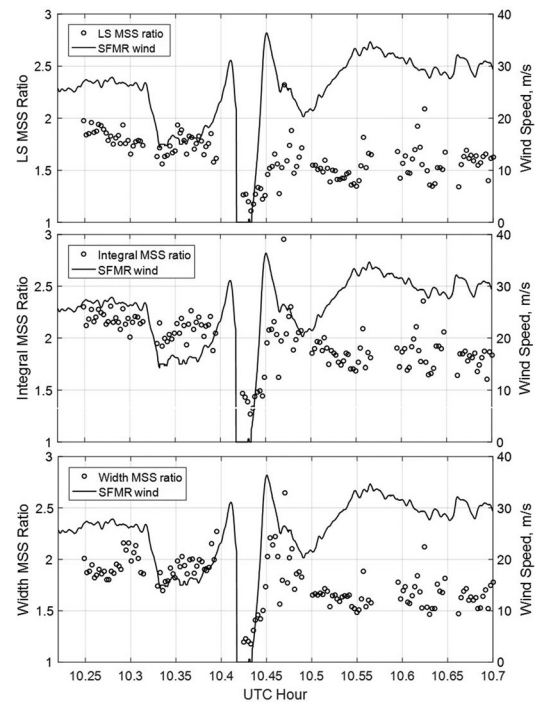 3
2.5
2
1.5
1
LS MSS Ratio
LS MSS ratio
SFMR wind
40
30
20
10
0
Wind Speed, m/s
3
2.5
2
1.5
1
Integral MSS Ratio
Integral MSS ratio
SFMR wind
40
30
20
10
0
Wind Speed, m/s
3
2.5
2
1.5
1
Width MSS Ratio
Width MSS ratio
SFMR wind
40
30
20
10
0
Wind Speed, m/s
10.25 10.3 10.35 10.4 10.45 10.5 10.55 10.6 10.65 10.7
UTC Hour